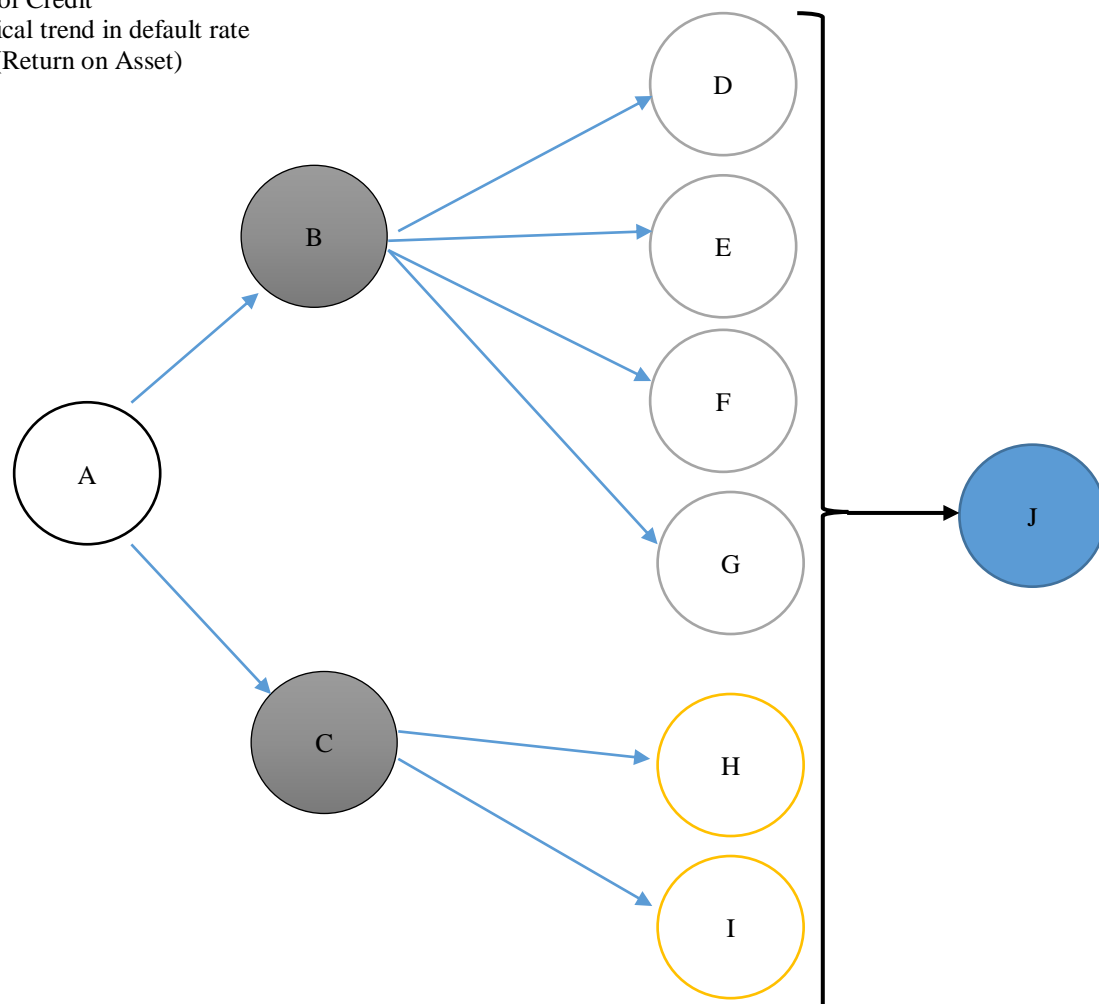 of Credit
ical trend in default rate
(Return on Asset)
D
B
E
F
A
J
G
C
H
I